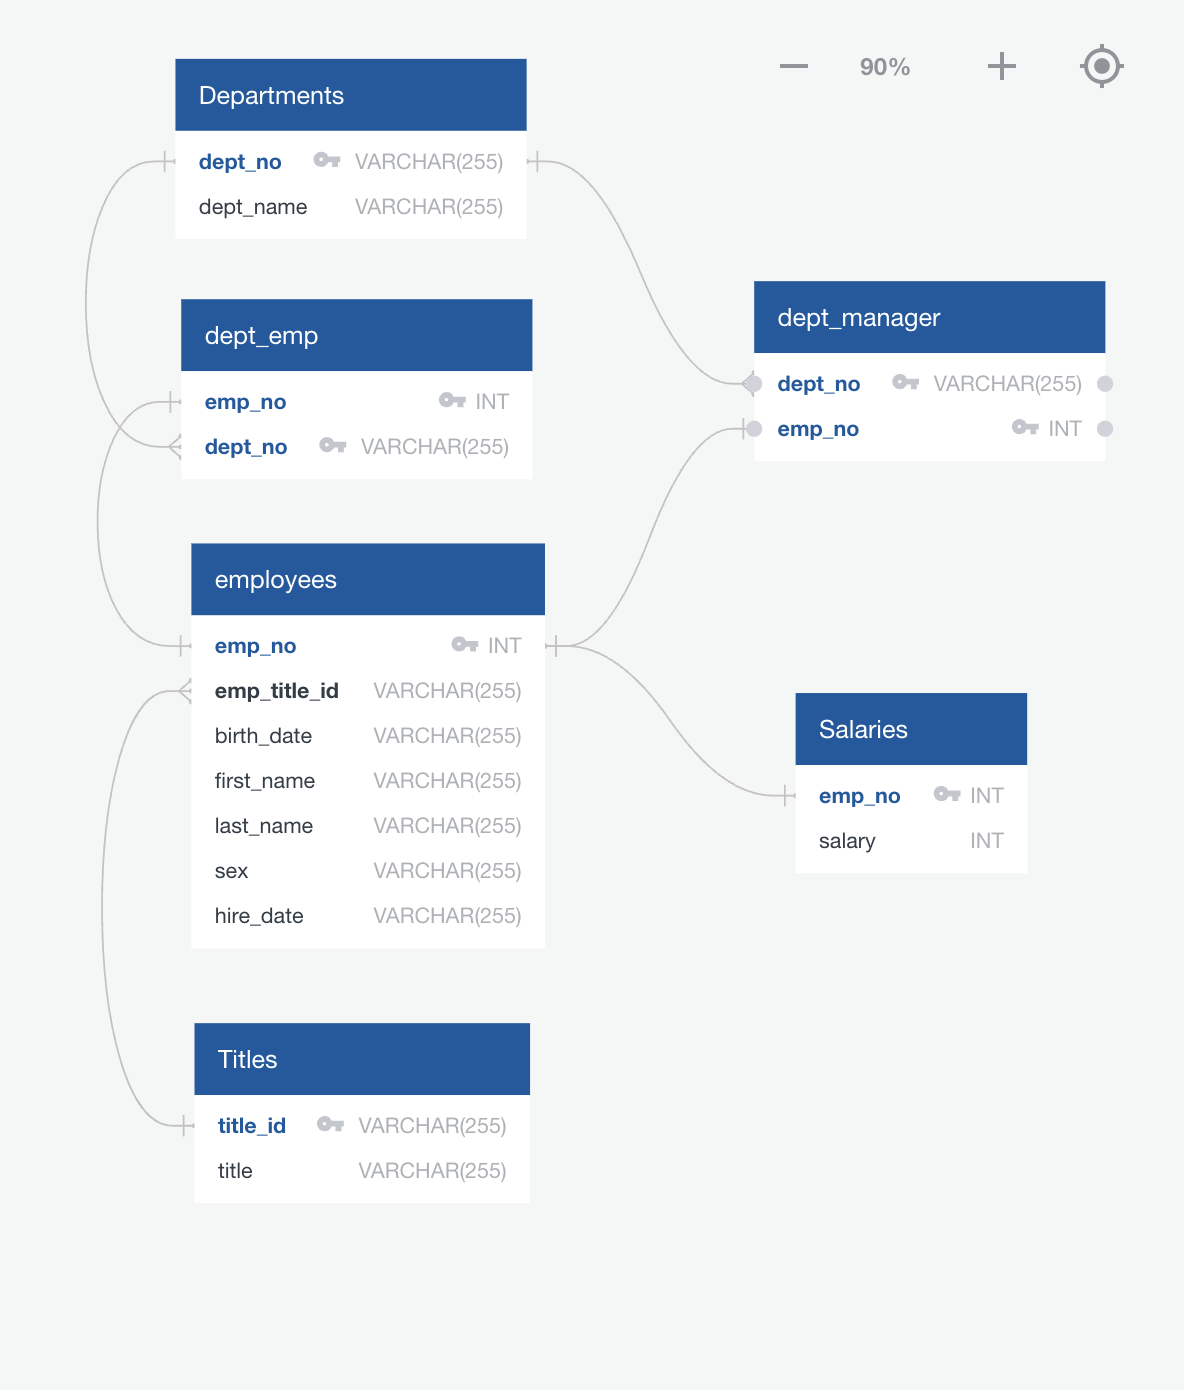 90%
Departments
dept_no VARCHAR(255)
dept_name VARCHAR(255)
dept_emp
emp_no INT
dept_no VARCHAR(255)
dept_manager
dept_no VARCHAR(255)
emp_no INT
employees
emp_no INT
emp_title_id VARCHAR(255)
birth_date VARCHAR(255)
first_name VARCHAR(255)
last_name VARCHAR(255)
sex VARCHAR(255)
hire_date VARCHAR(255)
Salaries
emp_no INT
salary INT
Titles
title_id VARCHAR(255)
title VARCHAR(255)